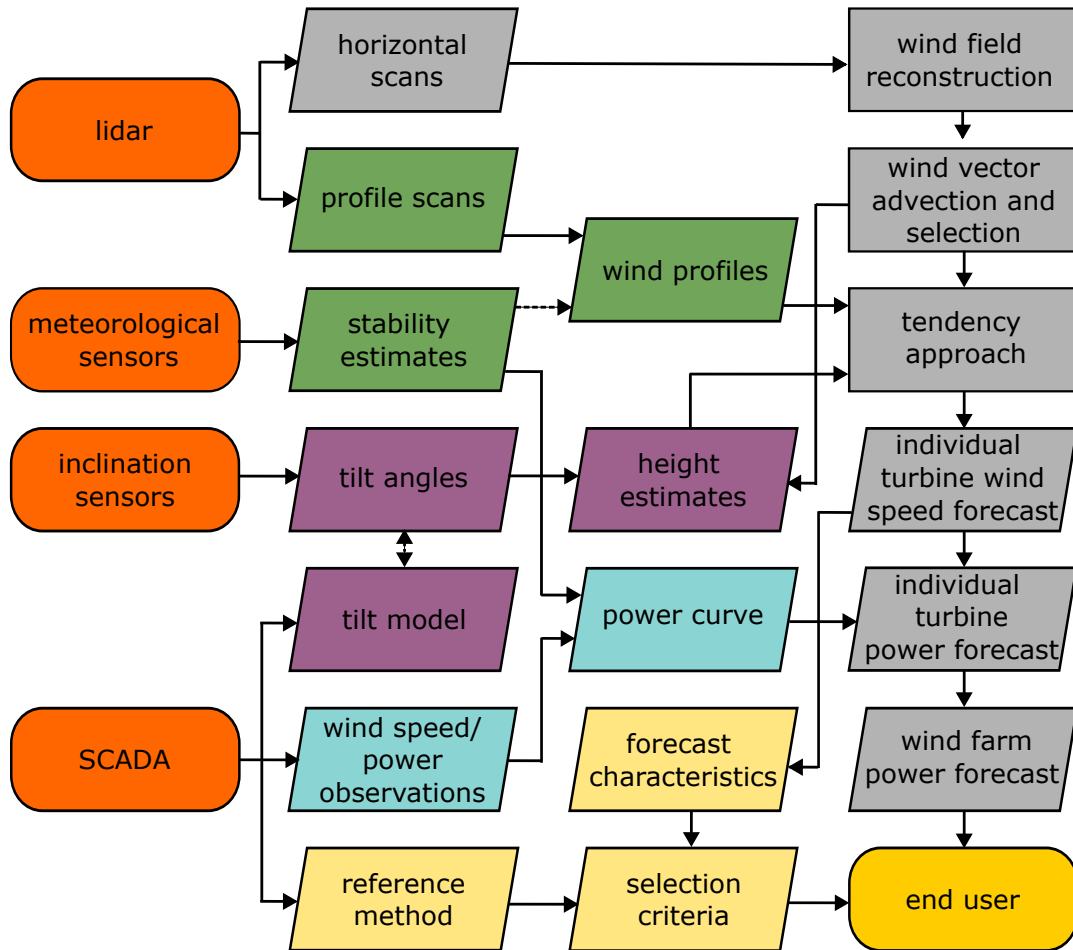 horizontal
scans
wind field
reconstruction
lidar
profile scans
wind vector
advection and
selection
wind profiles
meteorological
sensors
stability
estimates
tendency
approach
inclination
sensors
tilt angles
height
estimates
individual
turbine wind
speed forecast
tilt model
power curve
individual
turbine
power forecast
SCADA
wind speed/
power
observations
forecast
characteristics
wind farm
power forecast
reference
method
selection
criteria
end user